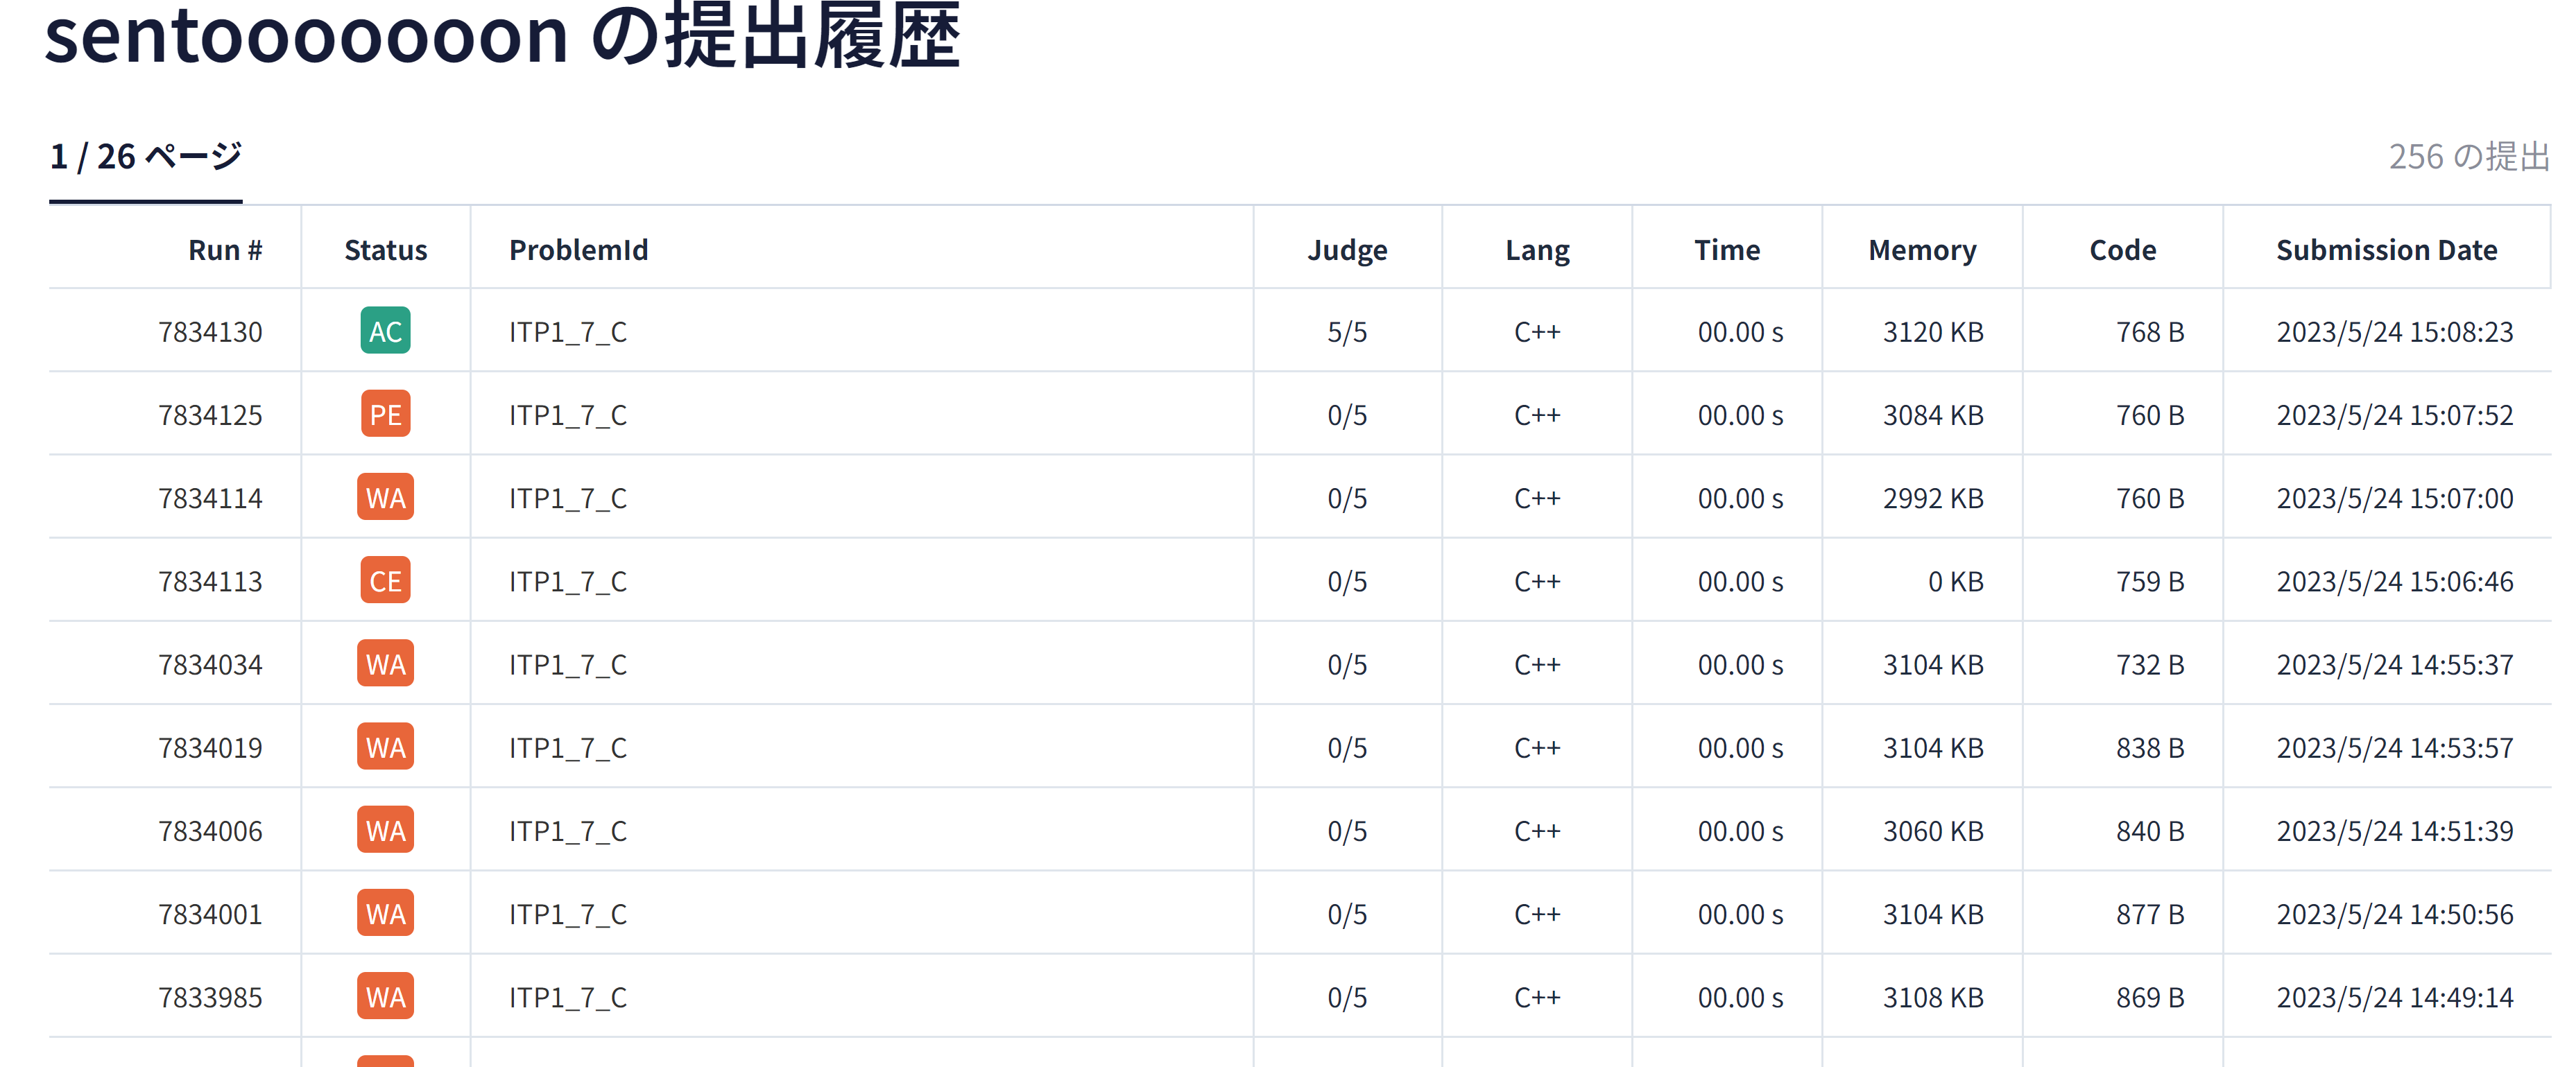 sentoooooooon の提出履歴
1 / 26 ページ 256 の提出
Run # Status ProblemId Judge Lang Time Memory Code Submission Date
7834130 AC ITP1_7_C 5/5 C++ 00.00 s 3120 KB 768 B 2023/5/24 15:08:23
7834125 PE ITP1_7_C 0/5 C++ 00.00 s 3084 KB 760 B 2023/5/24 15:07:52
7834114 WA ITP1_7_C 0/5 C++ 00.00 s 2992 KB 760 B 2023/5/24 15:07:00
7834113 CE ITP1_7_C 0/5 C++ 00.00 s 0 KB 759 B 2023/5/24 15:06:46
7834034 WA ITP1_7_C 0/5 C++ 00.00 s 3104 KB 732 B 2023/5/24 14:55:37
7834019 WA ITP1_7_C 0/5 C++ 00.00 s 3104 KB 838 B 2023/5/24 14:53:57
7834006 WA ITP1_7_C 0/5 C++ 00.00 s 3060 KB 840 B 2023/5/24 14:51:39
7834001 WA ITP1_7_C 0/5 C++ 00.00 s 3104 KB 877 B 2023/5/24 14:50:56
7833985 WA ITP1_7_C 0/5 C++ 00.00 s 3108 KB 869 B 2023/5/24 14:49:14